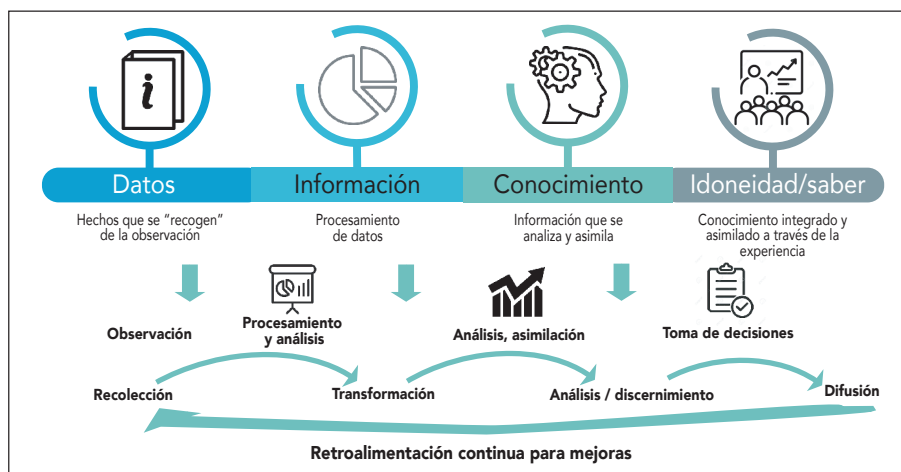 Datos
Información
Conocimiento
Idoneidad/saber
Hechos que se “recogen”
de la observación
Procesamiento
de datos
Información que se
analiza y asimila
Conocimiento integrado y
asimilado a través de la
experiencia
Observación
Procesamiento
y análisis
Análisis, asimilación
Toma de decisiones
Recolección
Transformación
Análisis / discernimiento
Difusión
Retroalimentación continua para mejoras